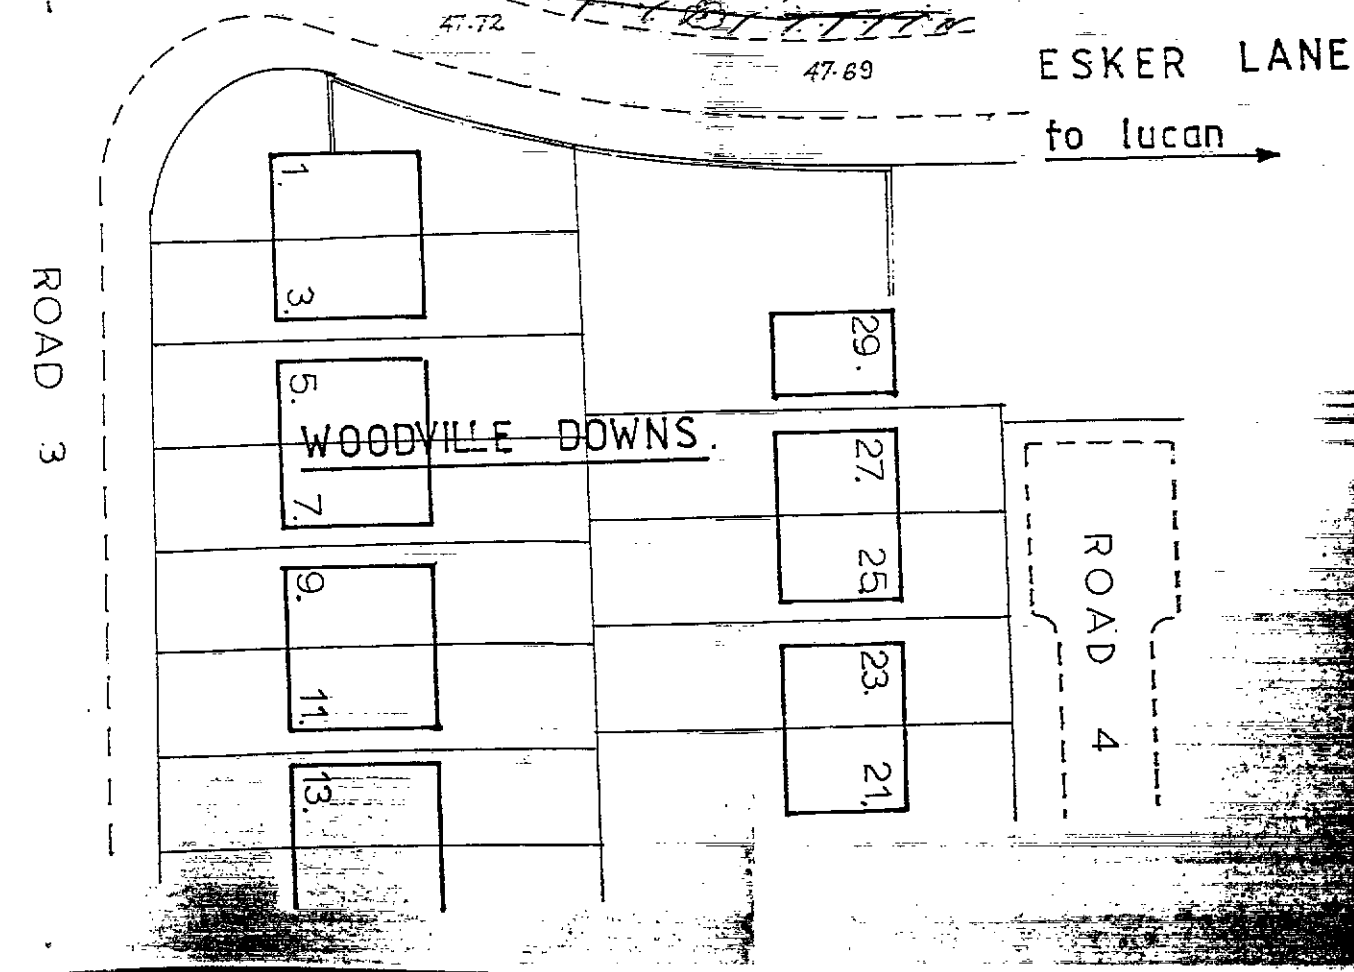 47.72
47.69
ESKER LANE
to lucan
1.
3.
29.
ROAD 3
5.
WOODVILLE DOWNS.
7.
27.
25.
9.
11.
23.
21.
ROAD 4
13.